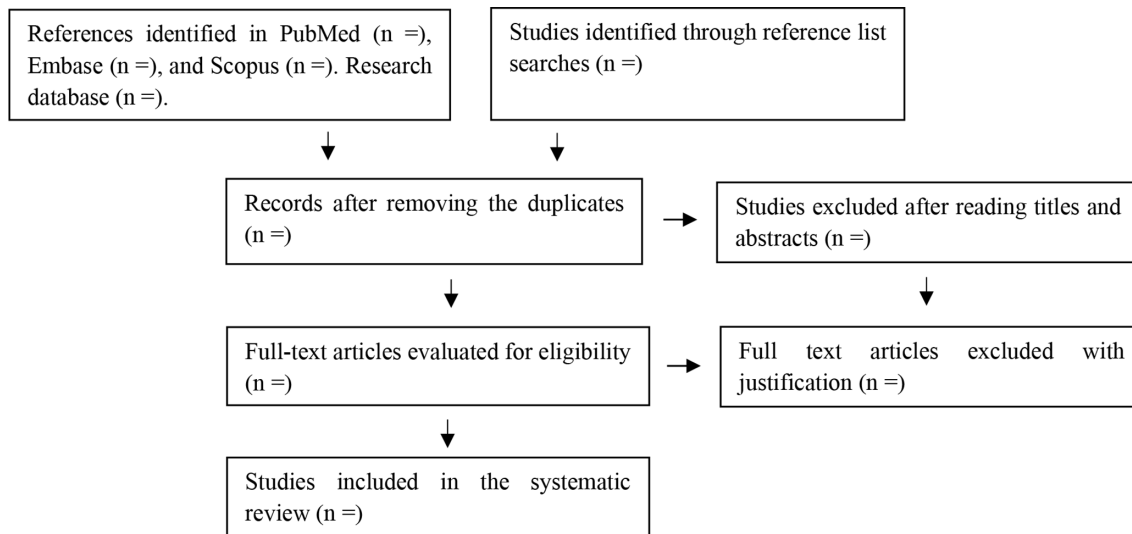 References identified in PubMed (n =),
Embase (n =), and Scopus (n =). Research
database (n =).
Studies identified through reference list
searches (n =)
Records after removing the duplicates
(n =)
Studies excluded after reading titles and
abstracts (n =)
Full-text articles evaluated for eligibility
(n =)
Full text articles excluded with
justification (n =)
Studies included in the systematic
review (n =)